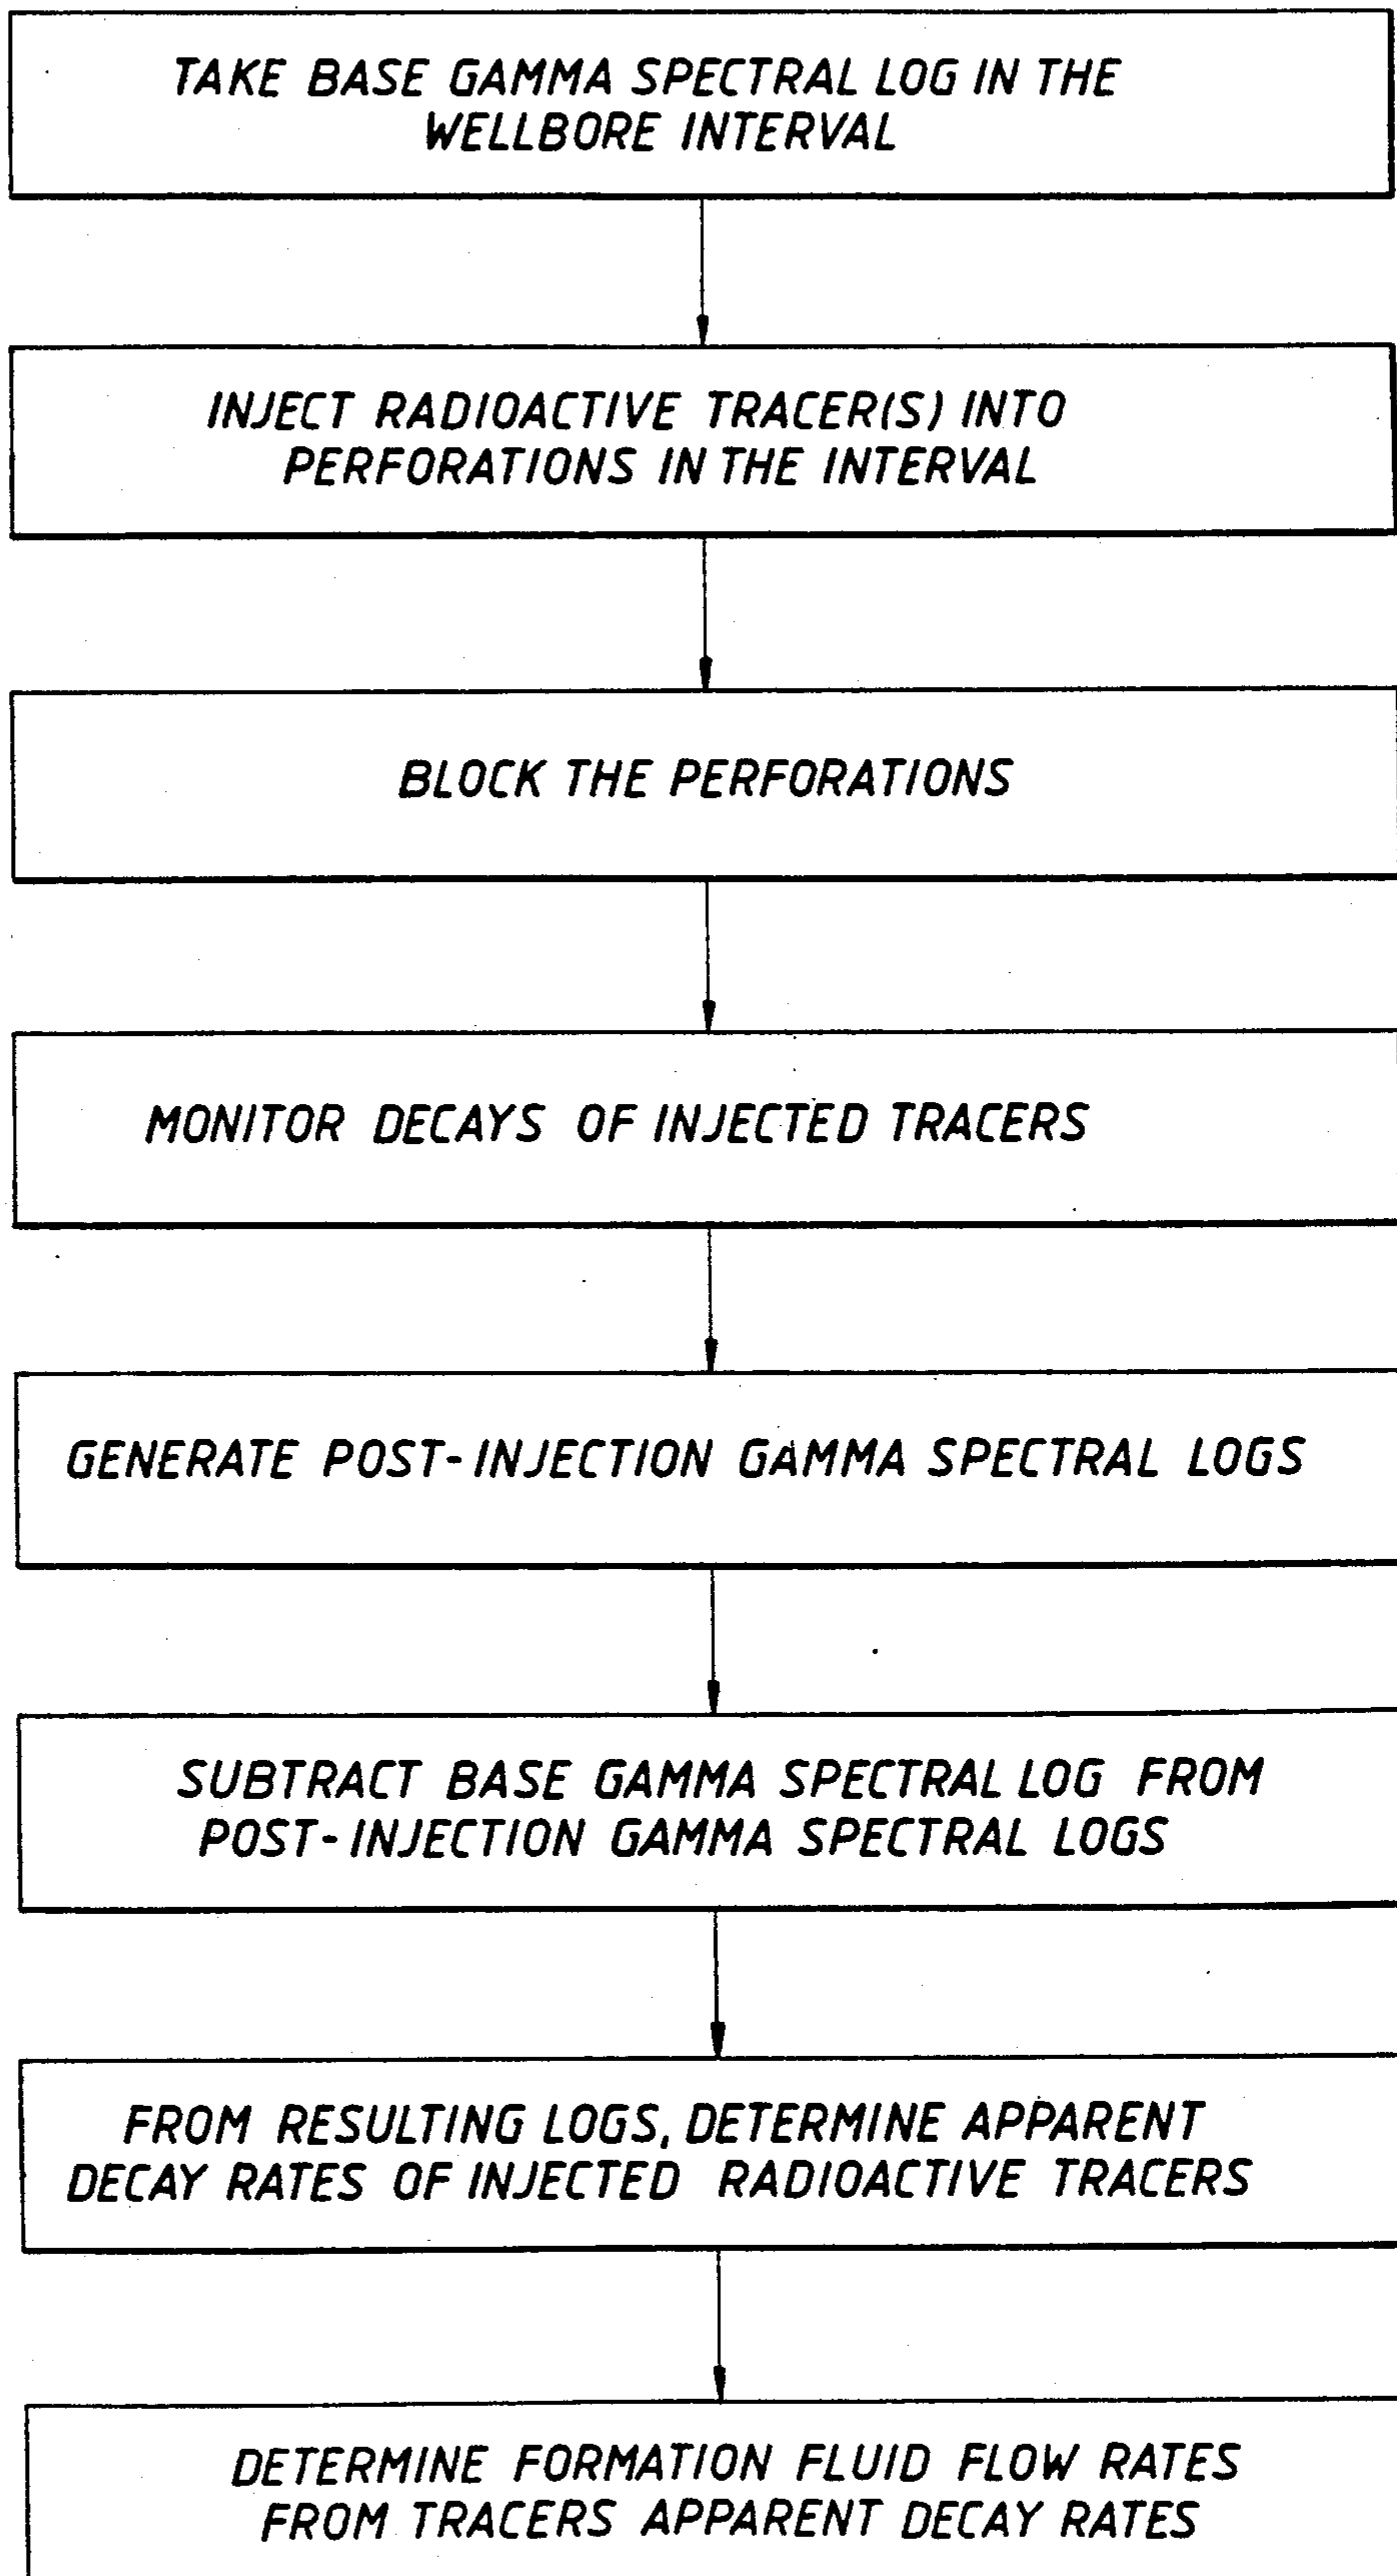 TAKE BASE GAMMA SPECTRAL LOG IN THE
WELLBORE INTERVAL
INJECT RADIOACTIVE TRACER(S) INTO
PERFORATIONS IN THE INTERVAL
BLOCK THE PERFORATIONS
MONITOR DECAYS OF INJECTED TRACERS
GENERATE POST-INJECTION GAMMA SPECTRAL LOGS
SUBTRACT BASE GAMMA SPECTRAL LOG FROM
POST-INJECTION GAMMA SPECTRAL LOGS
FROM RESULTING LOGS, DETERMINE APPARENT
DECAY RATES OF INJECTED RADIOACTIVE TRACERS
DETERMINE FORMATION FLUID FLOW RATES
FROM TRACERS APPARENT DECAY RATES